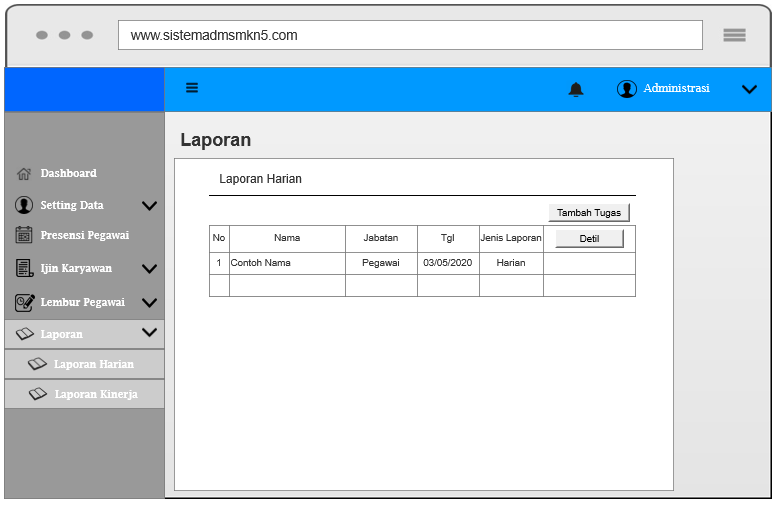 www.sistemadmsmkn5.com
Administrasi
Laporan
Dashboard
Setting Data
Presensi Pegawai
Ijin Karyawan
Lembur Pegawai
Laporan
Laporan Harian
Laporan Kinerja
Laporan Harian
Tambah Tugas
No Nama Jabatan Tgl Jenis Laporan Detil
1 Contoh Nama Pegawai 03/05/2020 Harian